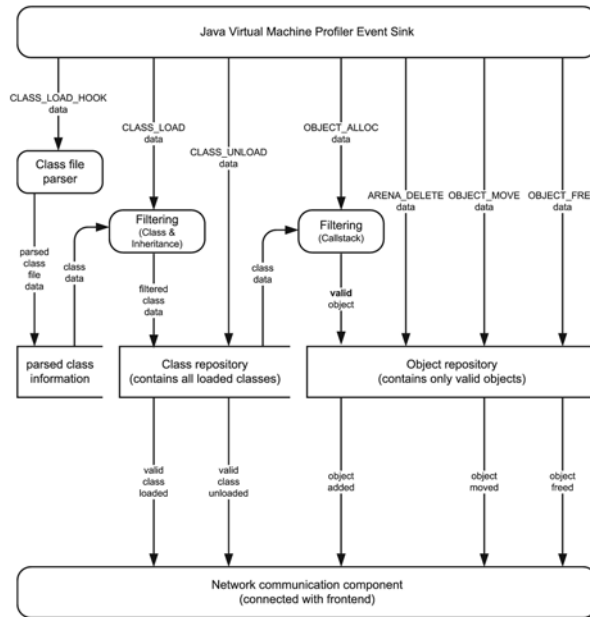 Java Virtual Machine Profiler Event Sink
CLASS_LOAD_HOOK
data
CLASS_LOAD
data
CLASS_UNLOAD
data
OBJECT_ALLOC
data
ARENA_DELETE
data
OBJECT_MOVE
data
OBJECT_FRE
data
Class file
parser
Filtering
(Class &
Inheritance)
Filtering
(Callstack)
parsed
class
file
data
class
data
filtered
class
data
class
data
valid
object
parsed class
information
Class repository
(contains all loaded classes)
Object repository
(contains only valid objects)
valid
class
loaded
valid
class
unloaded
object
added
object
moved
object
freed
Network communication component
(connected with frontend)